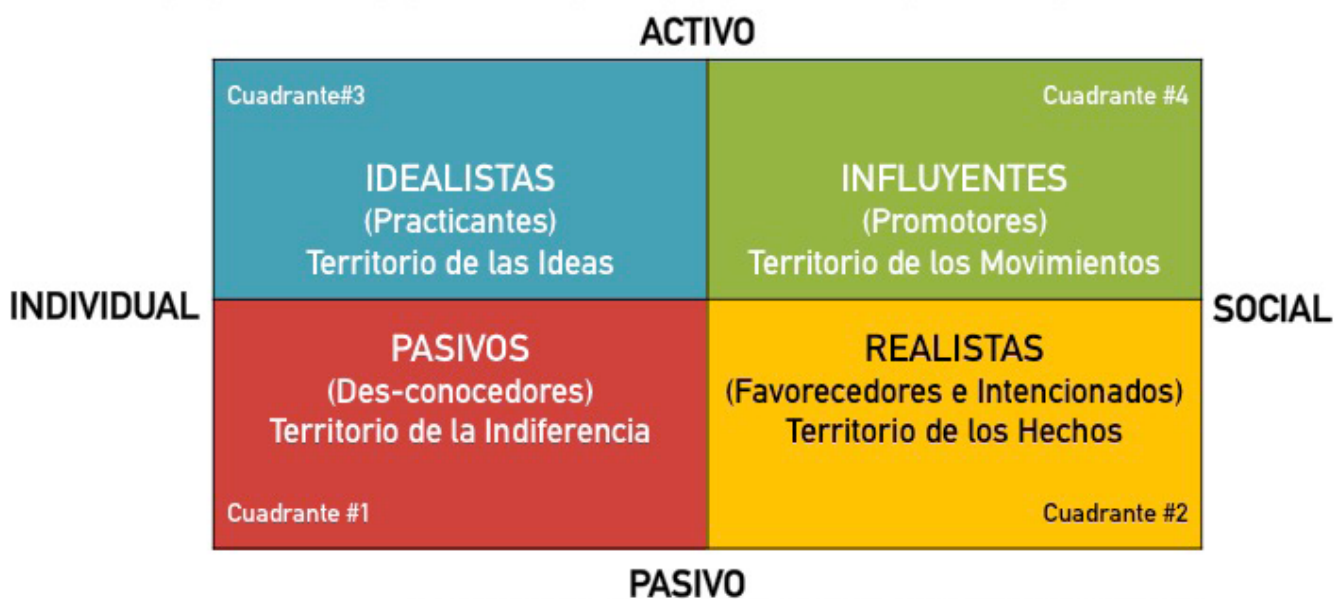 ACTIVO
Cuadrante#3
IDEALISTAS
(Practicantes)
Territorio de las Ideas
Cuadrante #4
INFLUYENTES
(Promotores)
Territorio de los Movimientos
INDIVIDUAL
SOCIAL
PASIVOS
(Des-conocedores)
Territorio de la Indiferencia
Cuadrante #1
REALISTAS
(Favorecedores e Intencionados)
Territorio de los Hechos
Cuadrante #2
PASIVO